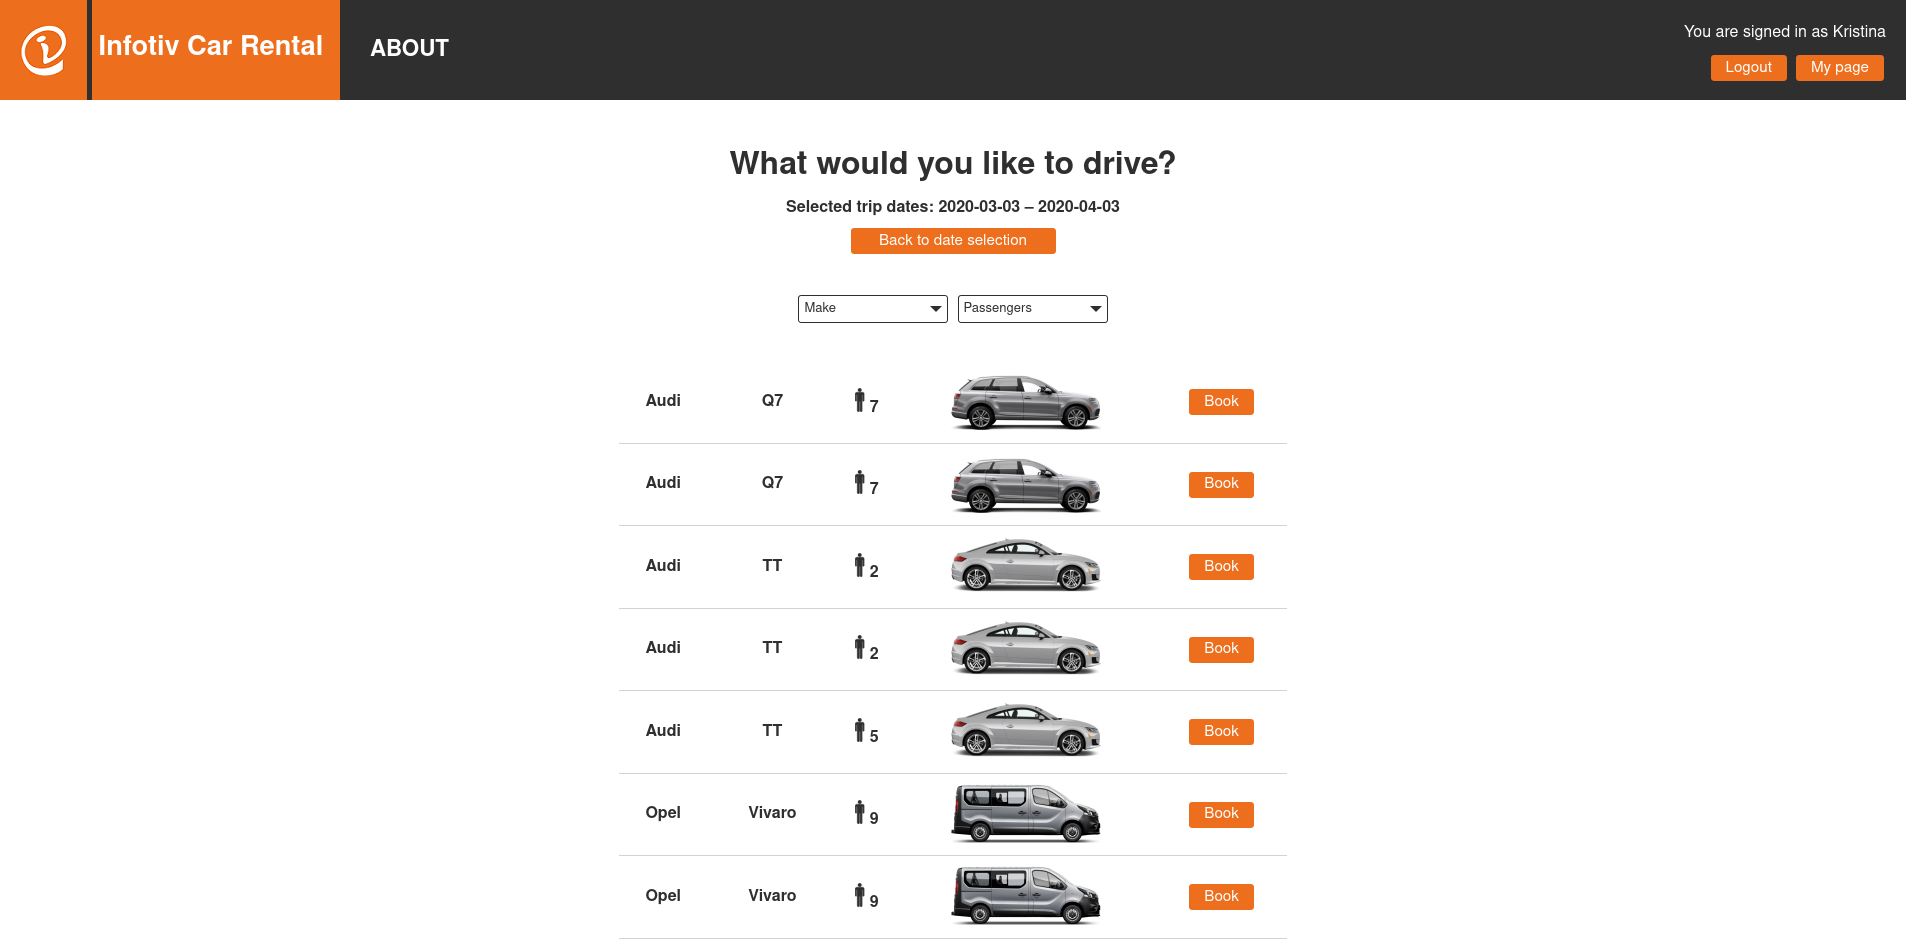 Infotiv Car Rental
ABOUT
You are signed in as Kristina
Logout
My page
What would you like to drive?
Selected trip dates: 2020-03-03 – 2020-04-03
Back to date selection
Make
Passengers
Audi Q7 7 Book
Audi Q7 7 Book
Audi TT 2 Book
Audi TT 2 Book
Audi TT 5 Book
Opel Vivaro 9 Book
Opel Vivaro 9 Book